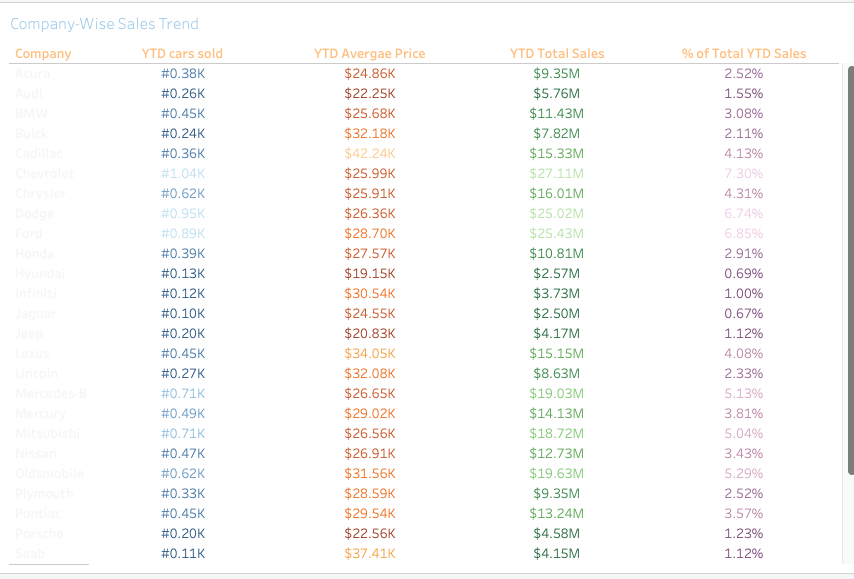 Company-Wise Sales Trend
Company YTD cars sold YTD Avergae Price YTD Total Sales % of Total YTD Sales
Acura #0.38K $24.86K $9.35M 2.52%
Audi #0.26K $22.25K $5.76M 1.55%
BMW #0.45K $25.68K $11.43M 3.08%
Buick #0.24K $32.18K $7.82M 2.11%
Cadillac #0.36K $42.24K $15.33M 4.13%
Chevrolet #1.04K $25.99K $27.11M 7.30%
Chrysler #0.62K $25.91K $16.01M 4.31%
Dodge #0.95K $26.36K $25.02M 6.74%
Ford #0.89K $28.70K $25.43M 6.85%
Honda #0.39K $27.57K $10.81M 2.91%
Hyundai #0.13K $19.15K $2.57M 0.69%
Infiniti #0.12K $30.54K $3.73M 1.00%
Jaguar #0.10K $24.55K $2.50M 0.67%
Jeep #0.20K $20.83K $4.17M 1.12%
Lexus #0.45K $34.05K $15.15M 4.08%
Lincoln #0.27K $32.08K $8.63M 2.33%
Mercedes-B #0.71K $26.65K $19.03M 5.13%
Mercury #0.49K $29.02K $14.13M 3.81%
Mitsubishi #0.71K $26.56K $18.72M 5.04%
Nissan #0.47K $26.91K $12.73M 3.43%
Oldsmobile #0.62K $31.56K $19.63M 5.29%
Plymouth #0.33K $28.59K $9.35M 2.52%
Pontiac #0.45K $29.54K $13.24M 3.57%
Porsche #0.20K $22.56K $4.58M 1.23%
Saab #0.11K $37.41K $4.15M 1.12%